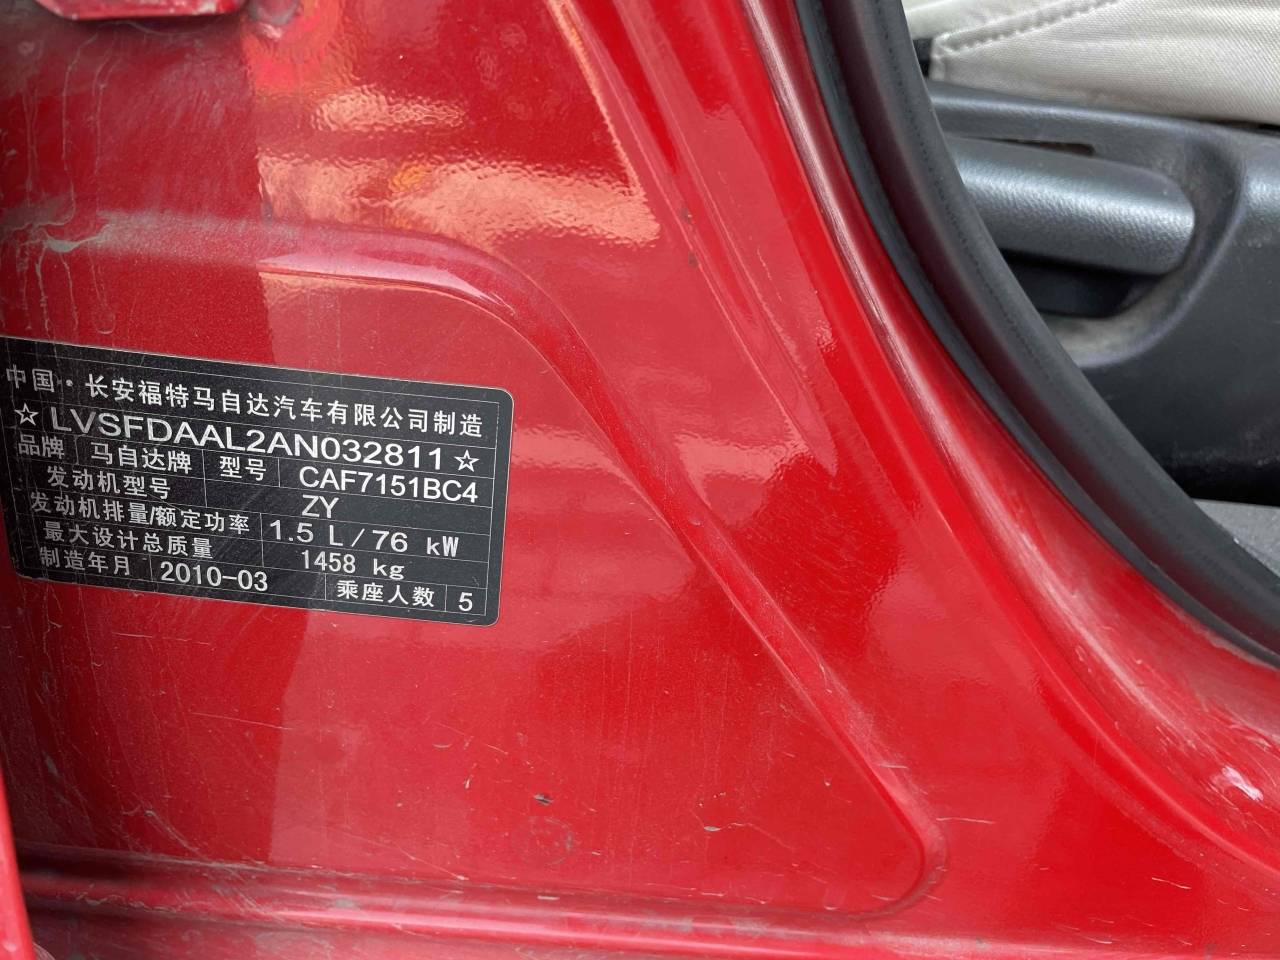 中国·长安福特马自达汽车有限公司制造
☆LVSFDAAL2AN032811☆
品牌 马自达牌 型号 CAF7151BC4
发动机型号 ZY
发动机排量/额定功率 1.5 L/76 kW
最大设计总质量 1458 kg
制造年月 2010-03 乘座人数 5